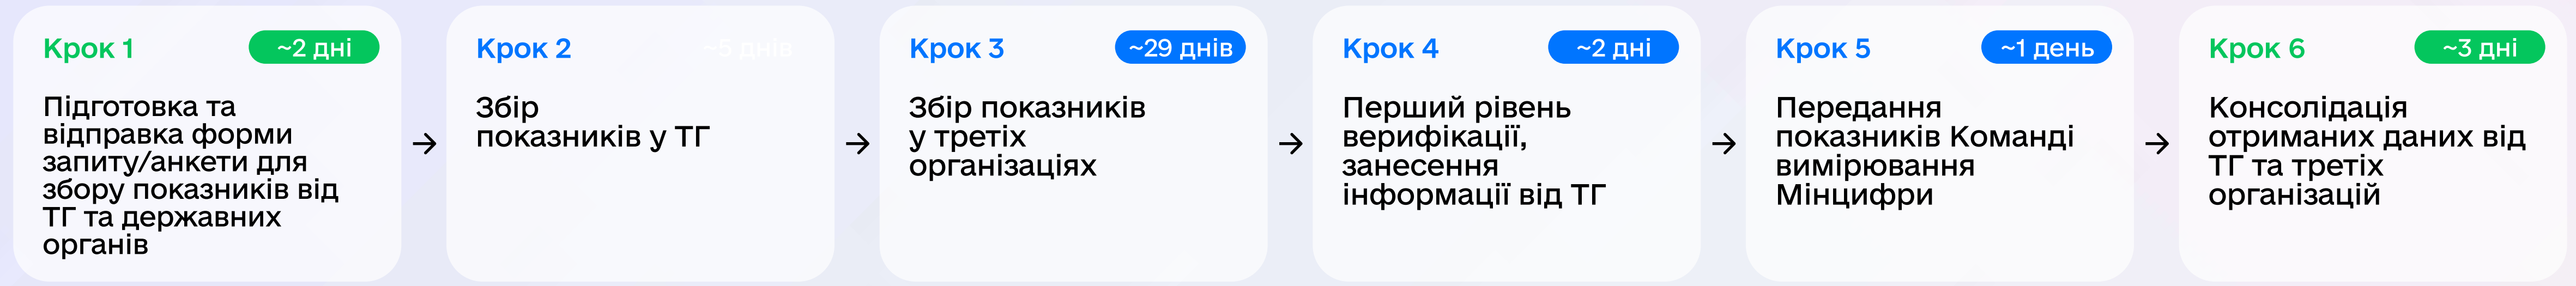 Крок 1
~2 дні
Підготовка та
відправка форми
запиту/анкети для
збору показників від
ТГ та державних
органів
Крок 2
~5 днів
Збір
показників у ТГ
Крок 3
~29 днів
Збір показників
у третіх
організаціях
Крок 4
~2 дні
Перший рівень
верифікації,
занесення
інформації від ТГ
Крок 5
~1 день
Передання
показників Команді
вимірювання
Мінцифри
Крок 6
~3 дні
Консолідація
отриманих даних від
ТГ та третіх
організацій